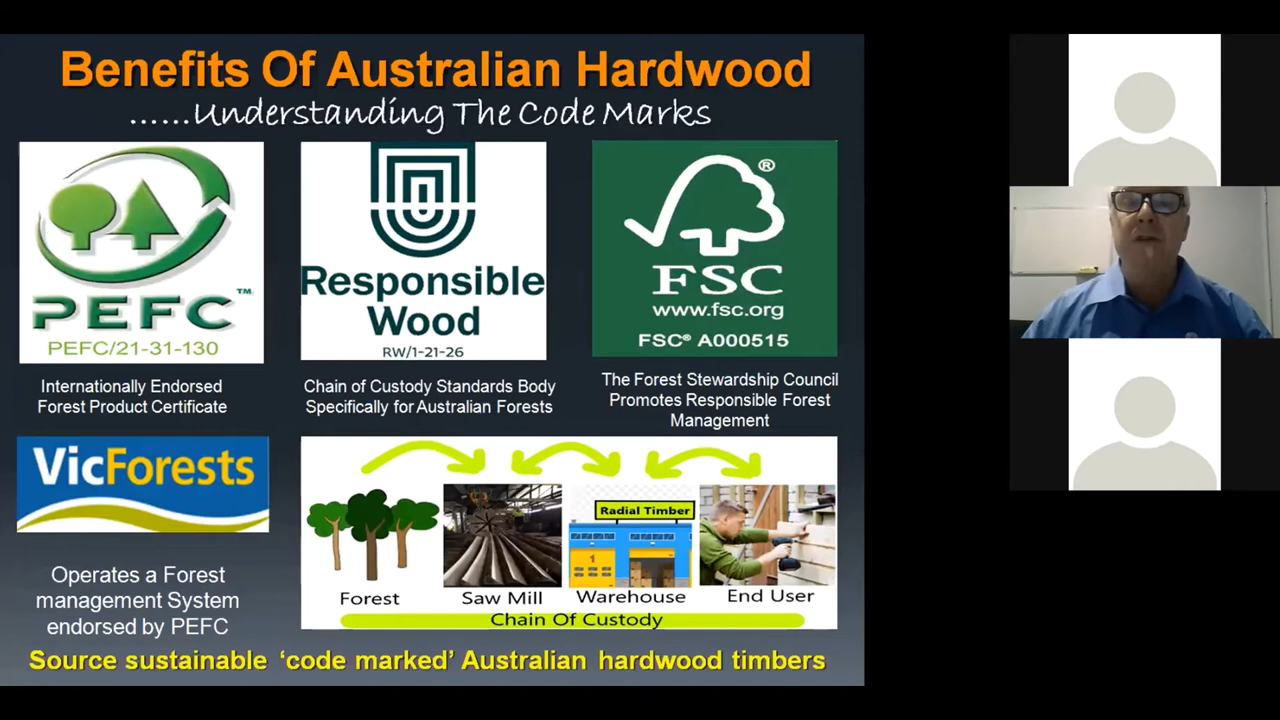 Benefits Of Australian Hardwood
......Understanding The Code Marks
PEFC™
PEFC/21-31-130
Internationally Endorsed
Forest Product Certificate
Responsible
Wood
RW/1-21-26
Chain of Custody Standards Body
Specifically for Australian Forests
®
FSC
www.fsc.org
FSC® A000515
The Forest Stewardship Council
Promotes Responsible Forest
Management
VicForests
Operates a Forest
management System
endorsed by PEFC
Radial Timber
1
Forest
Saw Mill
Warehouse
End User
Chain Of Custody
Source sustainable ‘code marked’ Australian hardwood timbers